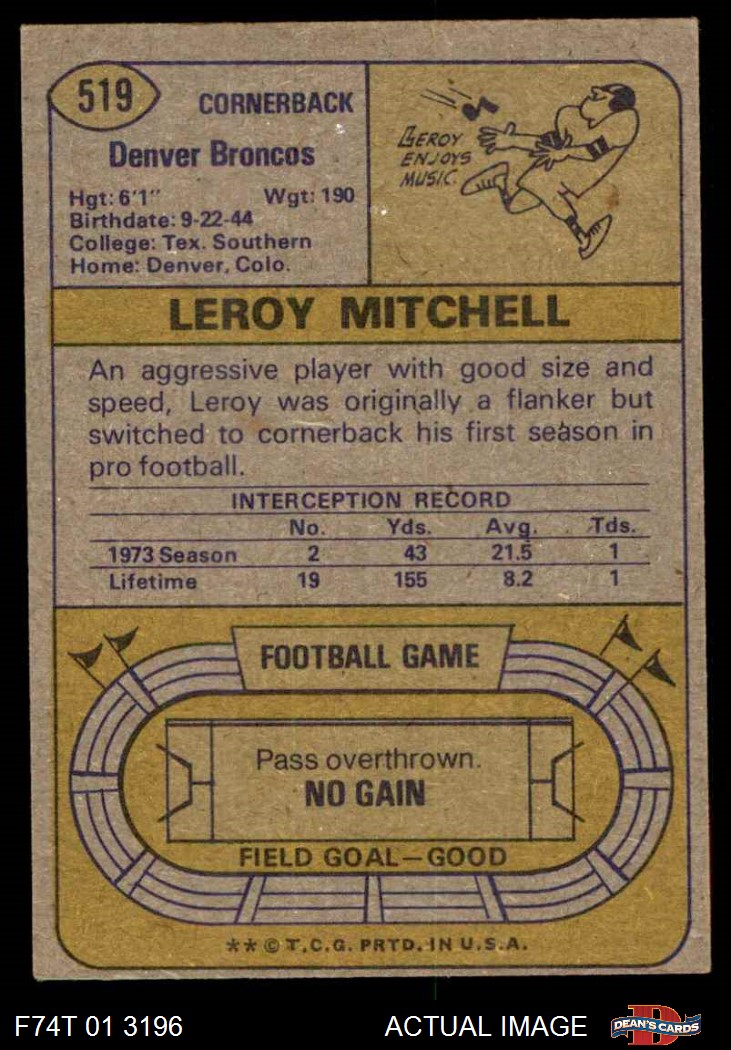 519
CORNERBACK
Denver Broncos
Hgt: 6'1" Wgt: 190
Birthdate: 9-22-44
College: Tex. Southern
Home: Denver, Colo.
LEROY
ENJOYS
MUSIC.
LEROY MITCHELL
An aggressive player with good size and
speed, Leroy was originally a flanker but
switched to cornerback his first season in
pro football.
INTERCEPTION RECORD
No. Yds. Avg. Tds.
1973 Season 2 43 21.5 1
Lifetime 19 155 8.2 1
FOOTBALL GAME
Pass overthrown.
NO GAIN
FIELD GOAL—GOOD
** © T.C.G. PRTD. IN U.S.A.
F74T 01 3196 ACTUAL IMAGE
D
DEAN'S CARDS